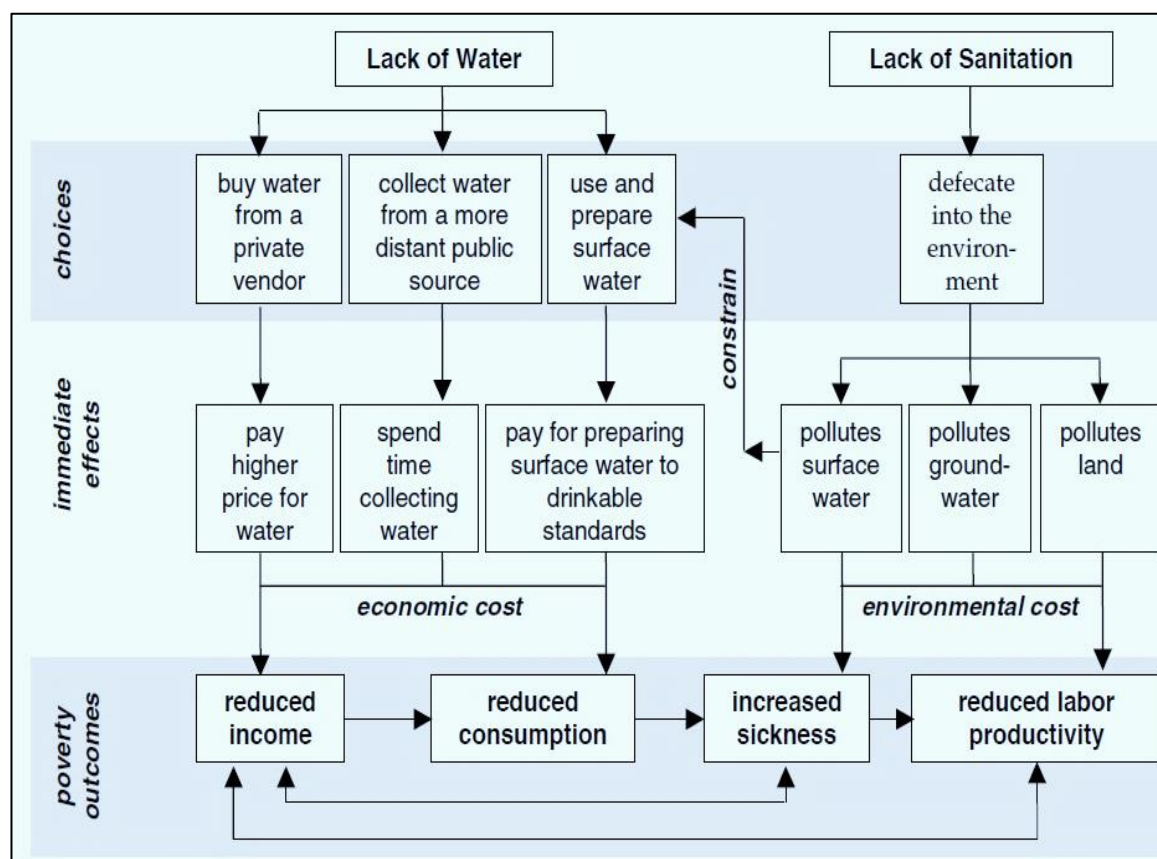 Lack of Water
Lack of Sanitation
choices
buy water
from a
private
vendor
collect water
from a more
distant public
source
use and
prepare
surface
water
defecate
into the
environ-
ment
constrain
immediate
effects
pay
higher
price for
water
spend
time
collecting
water
pay for preparing
surface water to
drinkable
standards
pollutes
surface
water
pollutes
ground-
water
pollutes
land
economic cost
environmental cost
poverty
outcomes
reduced
income
reduced
consumption
increased
sickness
reduced labor
productivity